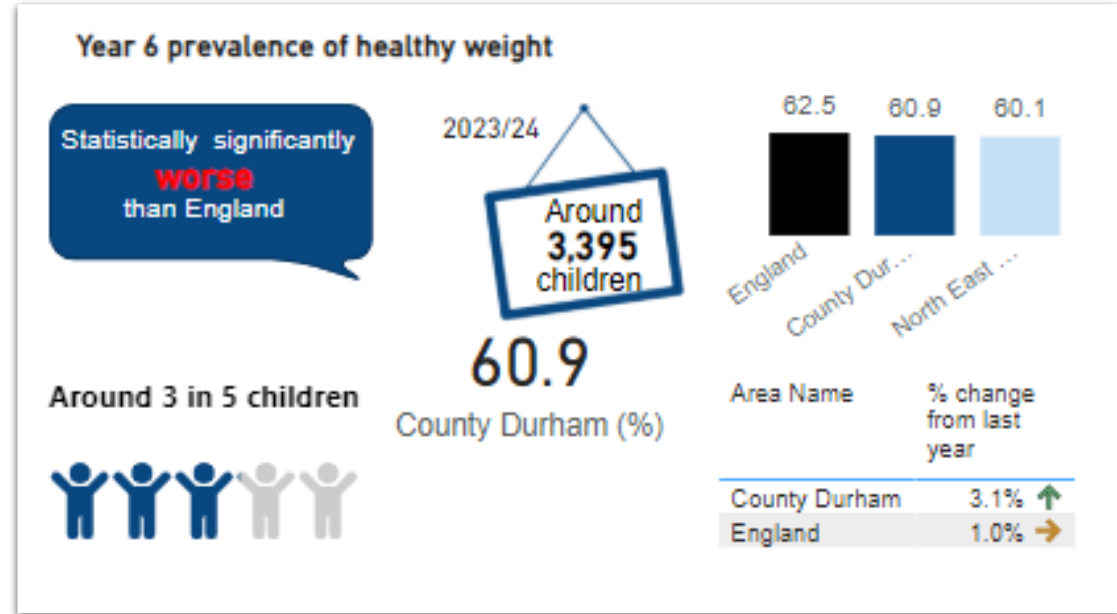 Year 6 prevalence of healthy weight
Statistically significantly
worse
than England
2023/24
Around
3,395
children
60.9
County Durham (%)
Around 3 in 5 children
62.5 60.9 60.1
England
County Dur...
North East ...
Area Name % change
from last
year
County Durham 3.1%
England 1.0%